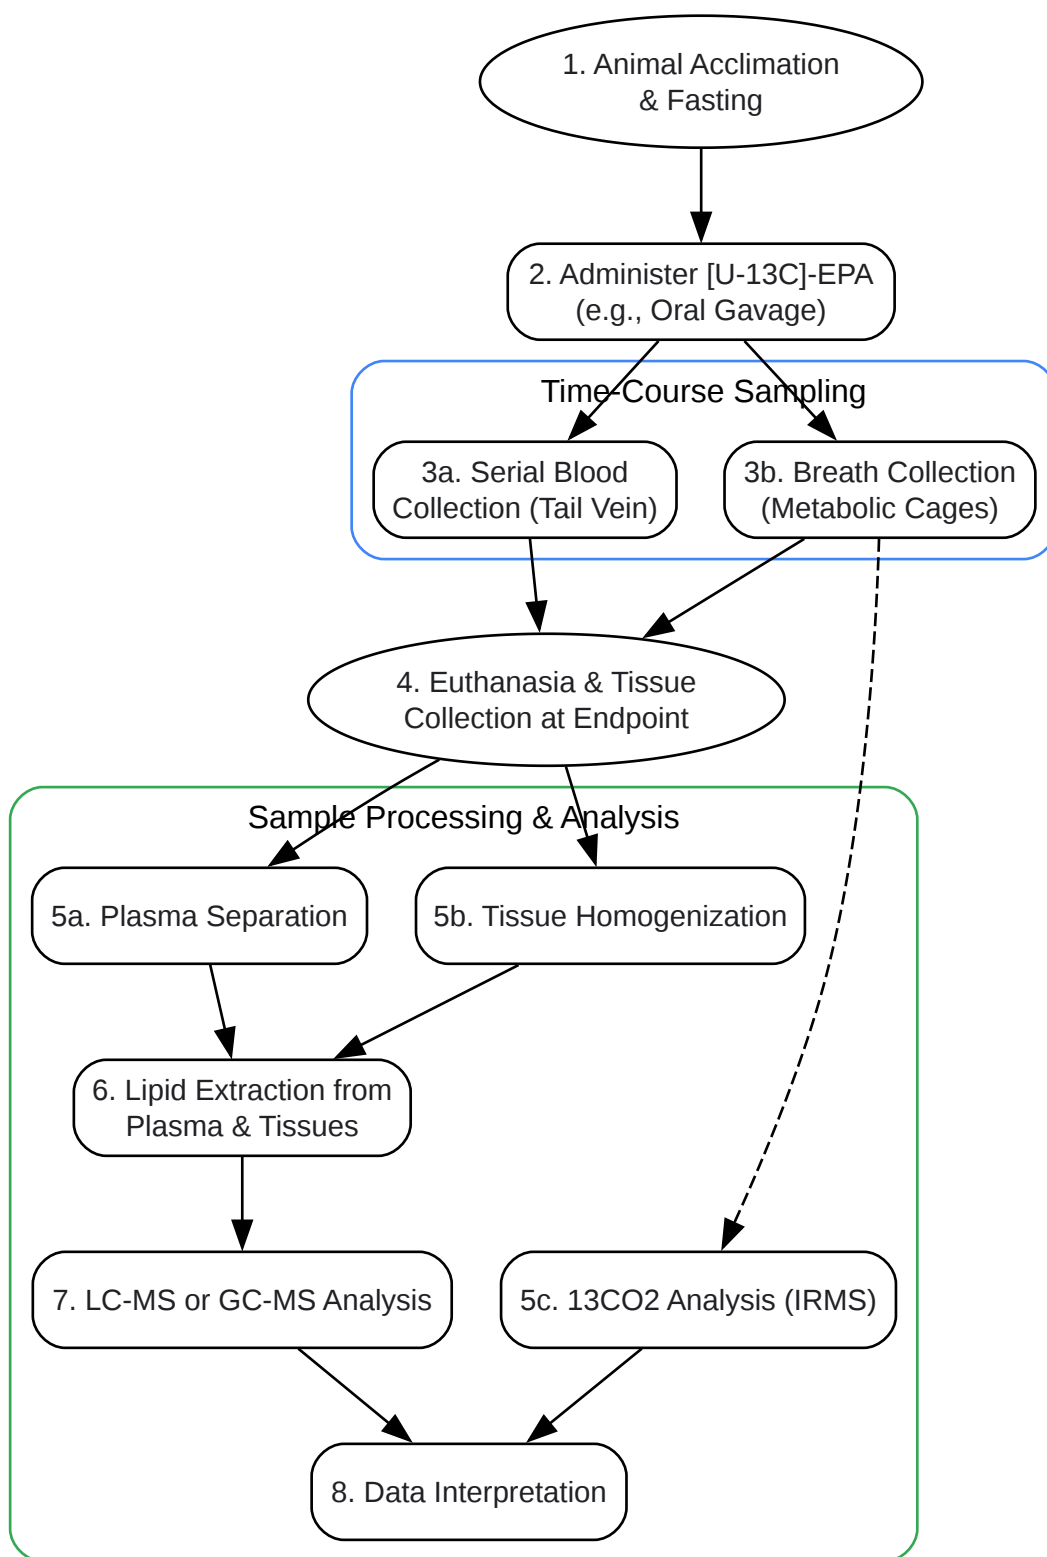 1. Animal Acclimation
& Fasting
2. Administer [U-13C]-EPA
(e.g., Oral Gavage)
Time-Course Sampling
3a. Serial Blood
Collection (Tail Vein)
3b. Breath Collection
(Metabolic Cages)
4. Euthanasia & Tissue
Collection at Endpoint
Sample Processing & Analysis
5a. Plasma Separation
5b. Tissue Homogenization
6. Lipid Extraction from
Plasma & Tissues
7. LC-MS or GC-MS Analysis
5c. 13CO2 Analysis (IRMS)
8. Data Interpretation